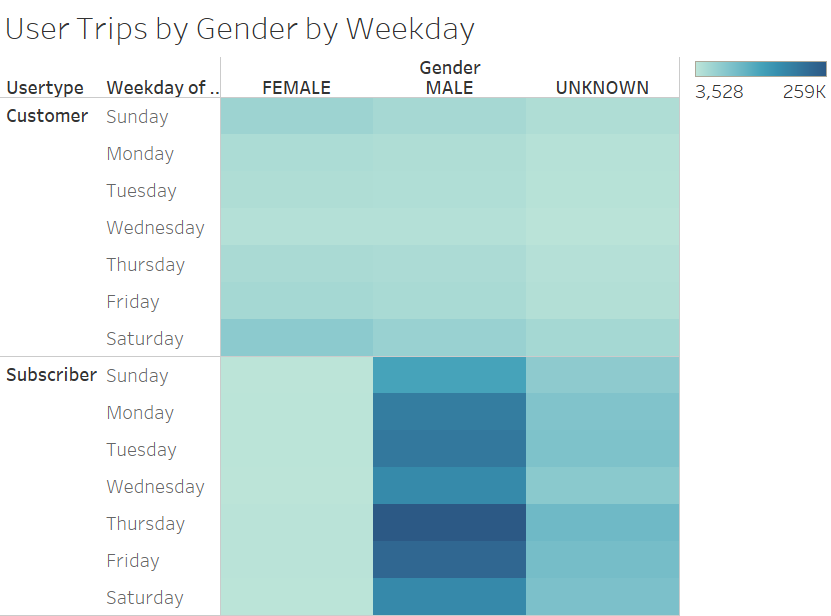 User Trips by Gender by Weekday
Gender
Usertype Weekday of .. FEMALE MALE UNKNOWN
3,528 259K
Customer Sunday
Monday
Tuesday
Wednesday
Thursday
Friday
Saturday
Subscriber Sunday
Monday
Tuesday
Wednesday
Thursday
Friday
Saturday